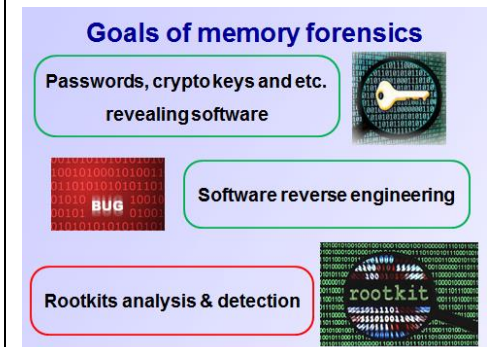 Goals of memory forensics
Passwords, crypto keys and etc.
revealing software
BUG
Software reverse engineering
Rootkits analysis & detection
rootkit